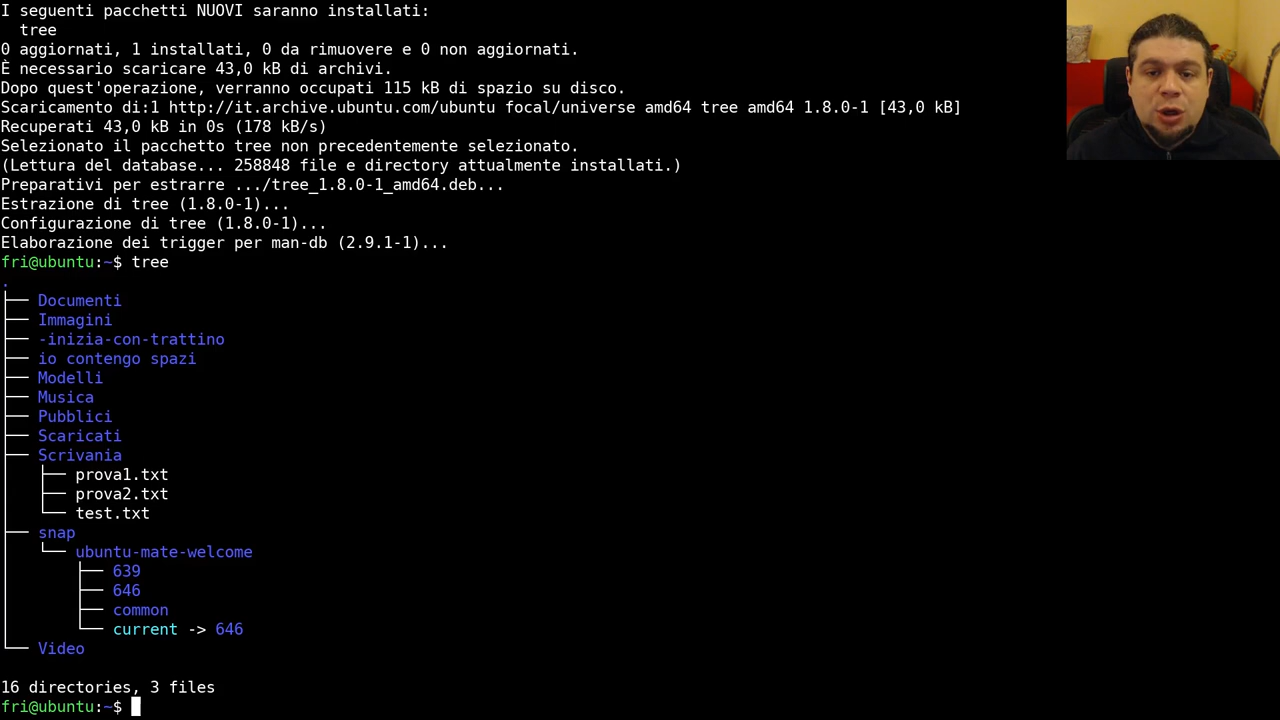 I seguenti pacchetti NUOVI saranno installati:
  tree
0 aggiornati, 1 installati, 0 da rimuovere e 0 non aggiornati.
È necessario scaricare 43,0 kB di archivi.
Dopo quest'operazione, verranno occupati 115 kB di spazio su disco.
Scaricamento di:1 http://it.archive.ubuntu.com/ubuntu focal/universe amd64 tree amd64 1.8.0-1 [43,0 kB]
Recuperati 43,0 kB in 0s (178 kB/s)
Selezionato il pacchetto tree non precedentemente selezionato.
(Lettura del database... 258848 file e directory attualmente installati.)
Preparativi per estrarre .../tree_1.8.0-1_amd64.deb...
Estrazione di tree (1.8.0-1)...
Configurazione di tree (1.8.0-1)...
Elaborazione dei trigger per man-db (2.9.1-1)...
fri@ubuntu:~$ tree
.
├── Documenti
├── Immagini
├── -inizia-con-trattino
├── io contengo spazi
├── Modelli
├── Musica
├── Pubblici
├── Scaricati
├── Scrivania
│   ├── prova1.txt
│   ├── prova2.txt
│   └── test.txt
├── snap
│   └── ubuntu-mate-welcome
│       ├── 639
│       ├── 646
│       ├── common
│       └── current -> 646
└── Video

16 directories, 3 files
fri@ubuntu:~$